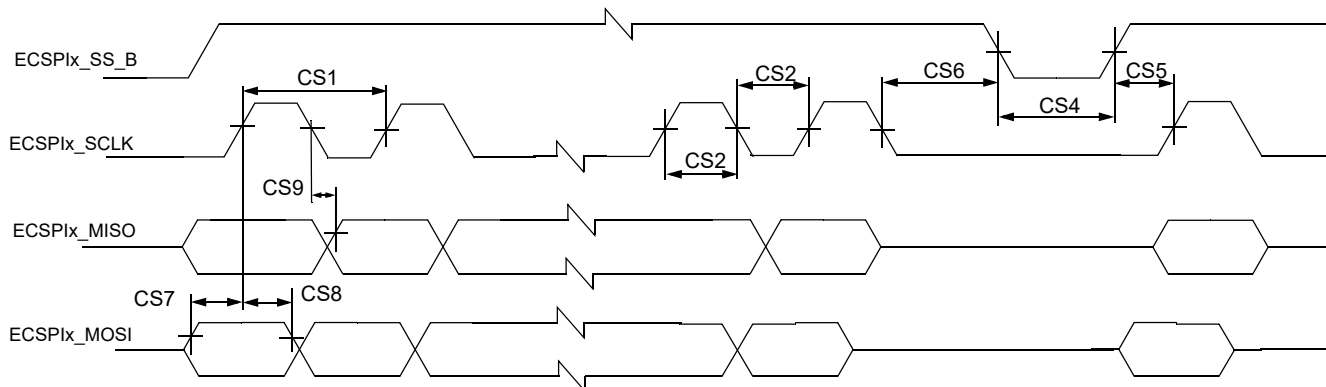 ECSPIx_SS_B
CS1
CS2
CS6
CS5
CS4
ECSPIx_SCLK
CS2
CS9
ECSPIx_MISO
CS7
CS8
ECSPIx_MOSI